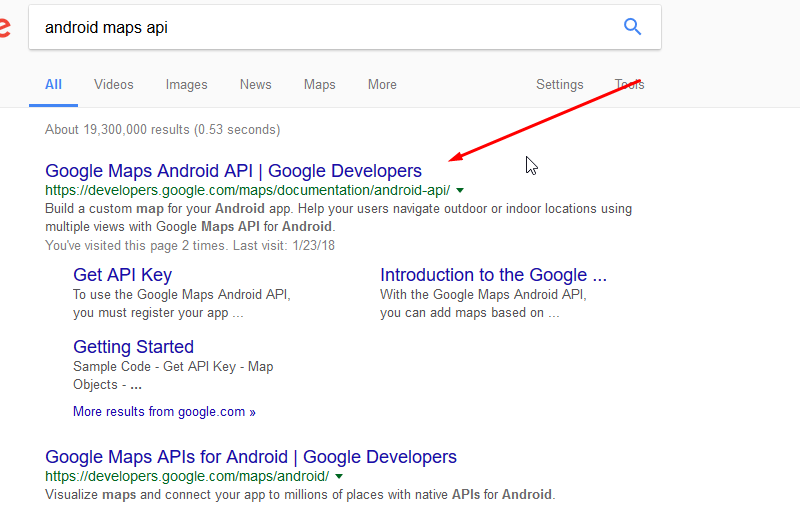 e
android maps api
All Videos Images News Maps More Settings Tools
About 19,300,000 results (0.53 seconds)
Google Maps Android API | Google Developers
https://developers.google.com/maps/documentation/android-api/
Build a custom map for your Android app. Help your users navigate outdoor or indoor locations using
multiple views with Google Maps API for Android.
You've visited this page 2 times. Last visit: 1/23/18
Get API Key
To use the Google Maps Android API,
you must register your app ...
Introduction to the Google ...
With the Google Maps Android API,
you can add maps based on ...
Getting Started
Sample Code - Get API Key - Map
Objects - ...
More results from google.com »
Google Maps APIs for Android | Google Developers
https://developers.google.com/maps/android/
Visualize maps and connect your app to millions of places with native APIs for Android.